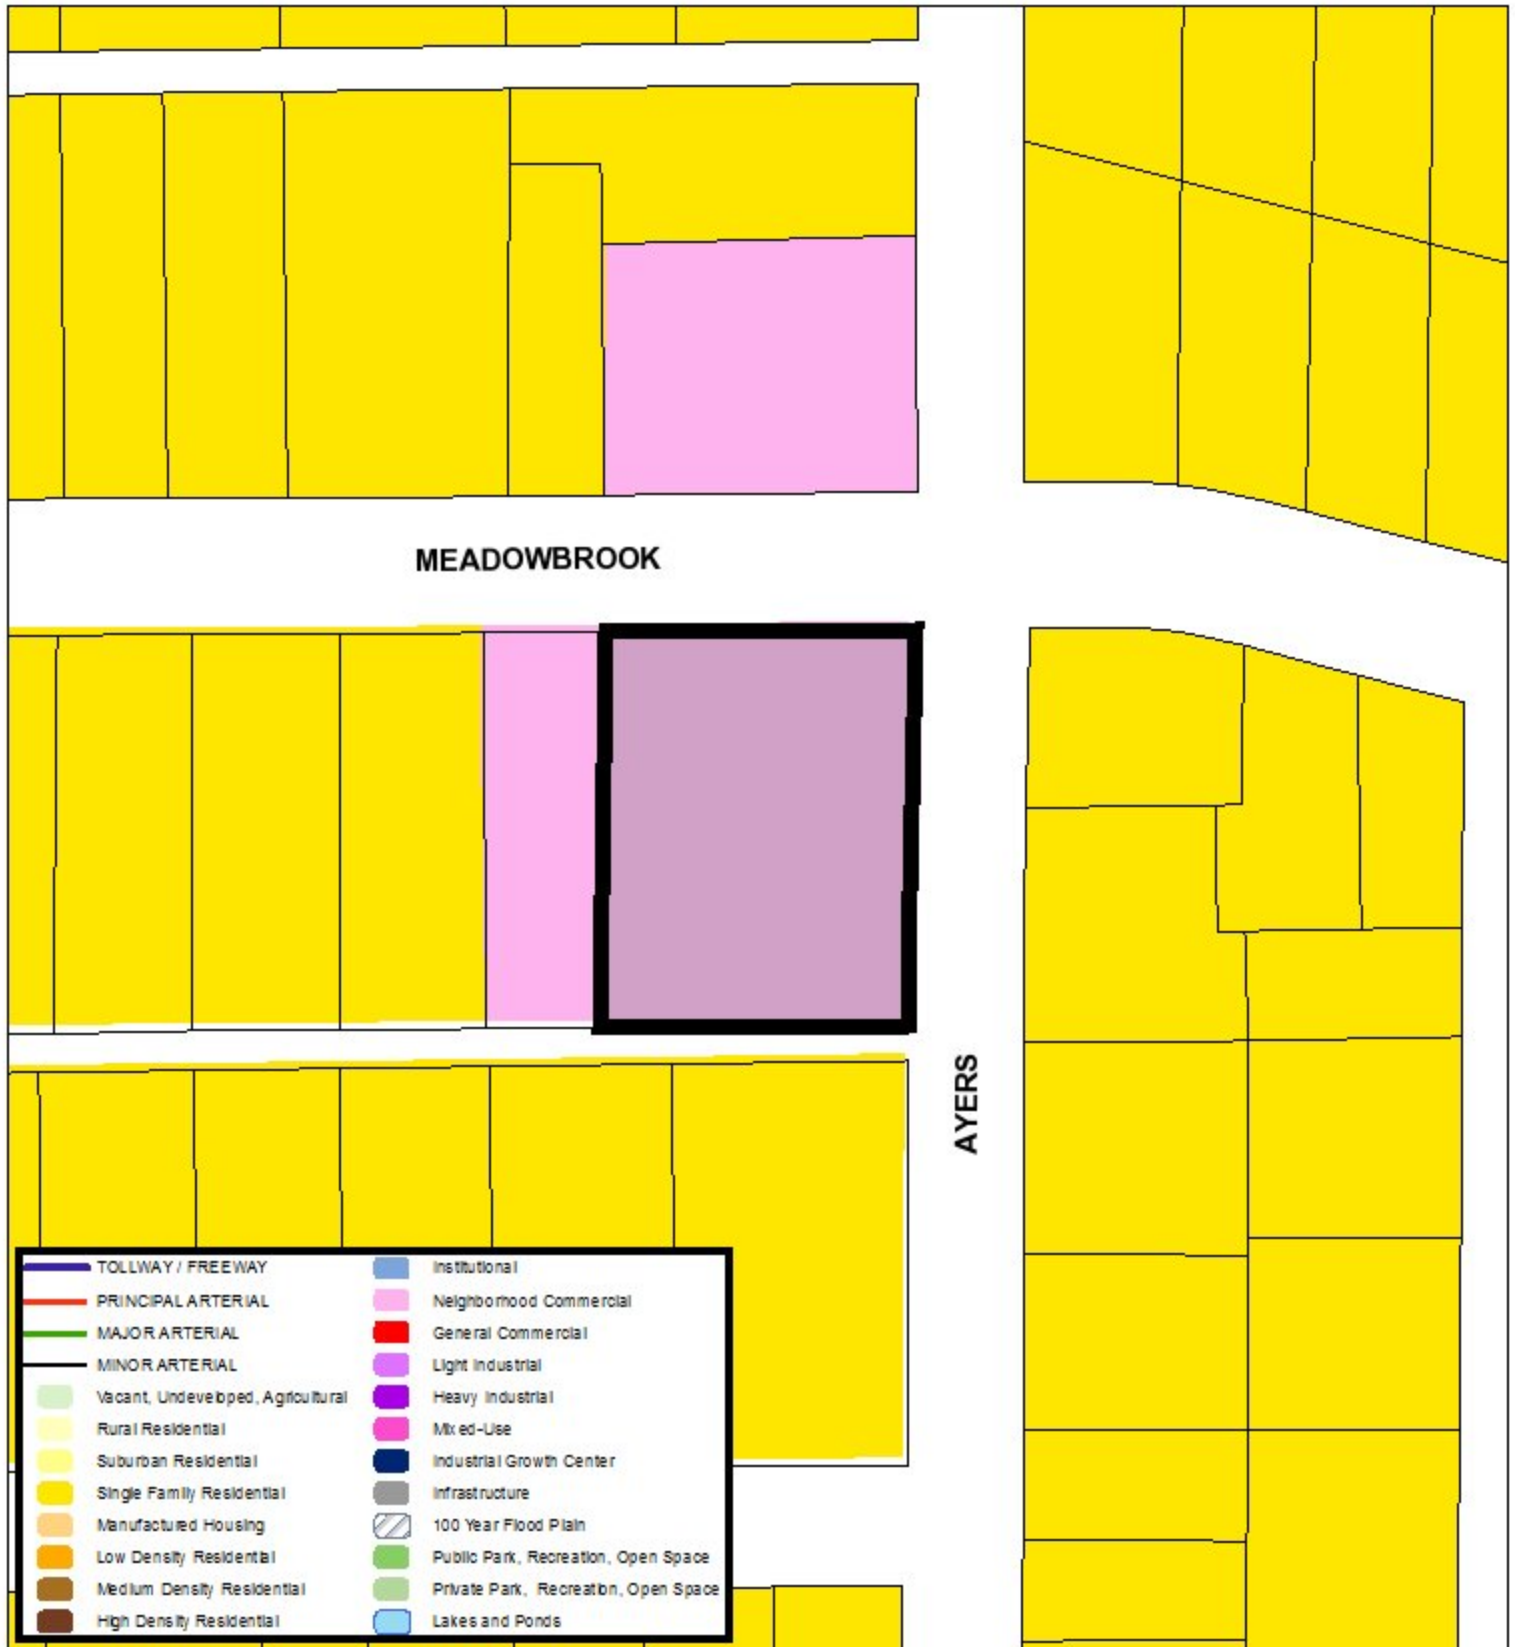 MEADOWBROOK
AYERS
TOLLWAY / FREEWAY
PRINCIPAL ARTERIAL
MAJOR ARTERIAL
MINOR ARTERIAL
Vacant, Undeveloped, Agricultural
Rural Residential
Suburban Residential
Single Family Residential
Manufactured Housing
Low Density Residential
Medium Density Residential
High Density Residential
Institutional
Neighborhood Commercial
General Commercial
Light Industrial
Heavy Industrial
Mixed-Use
Industrial Growth Center
Infrastructure
100 Year Flood Plain
Public Park, Recreation, Open Space
Private Park, Recreation, Open Space
Lakes and Ponds